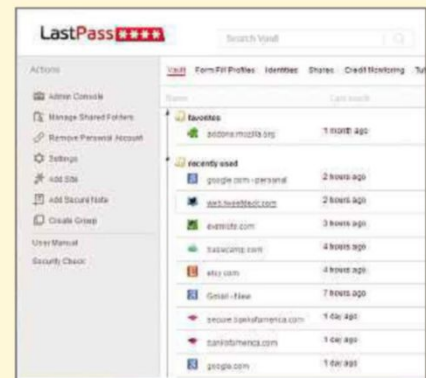 LastPass ****
Search Vault
Actions
Admin Console
Manage Shared Folders
Remove Personal Account
Settings
Add Site
Add Secure Note
Create Group
User Manual
Security Check
Vault Form Fill Profiles Identities Shares Credit Monitoring Tut
Name Last touch
favorites
addons.mozilla.org 1 month ago
recently used
google.com - personal 2 hours ago
web.tweetdeck.com 2 hours ago
evernote.com 3 hours ago
basecamp.com 4 hours ago
etsy.com 4 hours ago
Gmail - New 7 hours ago
secure.bankofamerica.com 1 day ago
bankofamerica.com 1 day ago
google.com 1 day ago